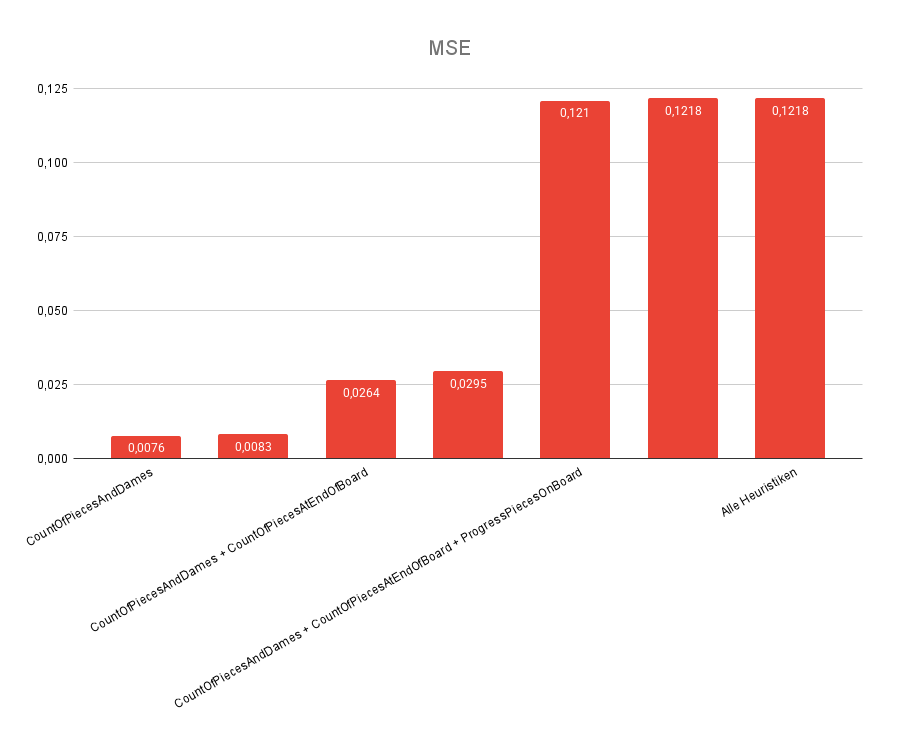 MSE
0,125
0,100
0,075
0,050
0,025
0,000
0,0076
0,0083
0,0264
0,0295
0,121
0,1218
0,1218
CountOfPiecesAndDames
CountOfPiecesAndDames + CountOfPiecesAtEndOfBoard
CountOfPiecesAndDames + CountOfPiecesAtEndOfBoard + ProgressPiecesOnBoard
Alle Heuristiken